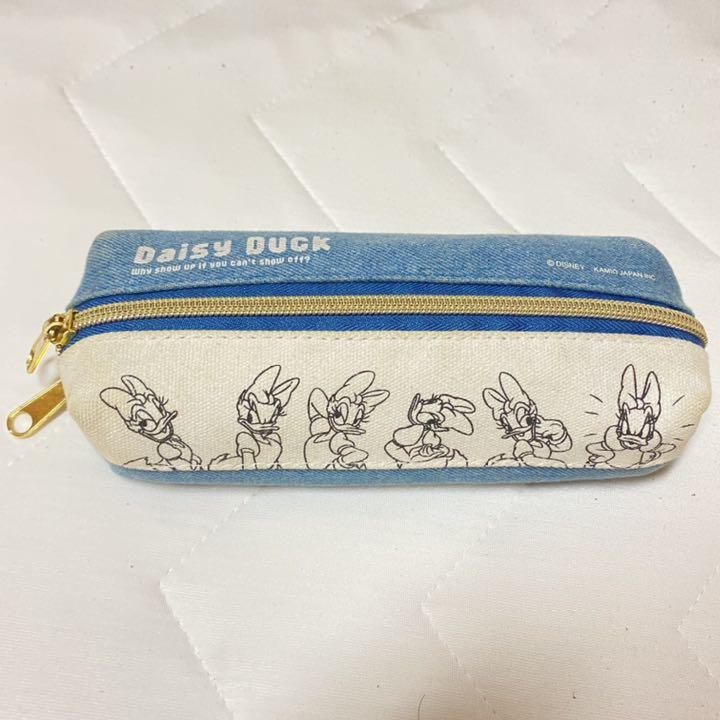 Daisy Duck
Why show up if you can't show off?
© DISNEY KAMIO JAPAN INC